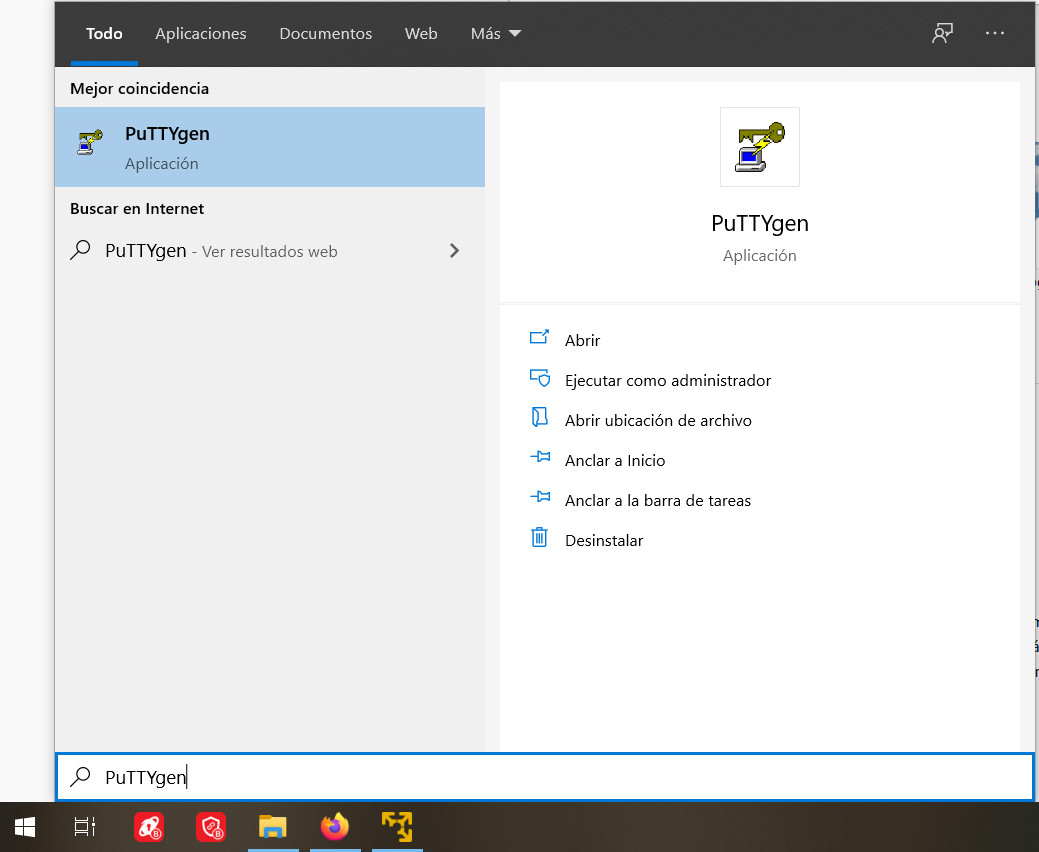 Todo Aplicaciones Documentos Web Más
Mejor coincidencia
PuTTYgen
Aplicación
Buscar en Internet
PuTTYgen - Ver resultados web
PuTTYgen
Aplicación
Abrir
Ejecutar como administrador
Abrir ubicación de archivo
Anclar a Inicio
Anclar a la barra de tareas
Desinstalar
PuTTYgen